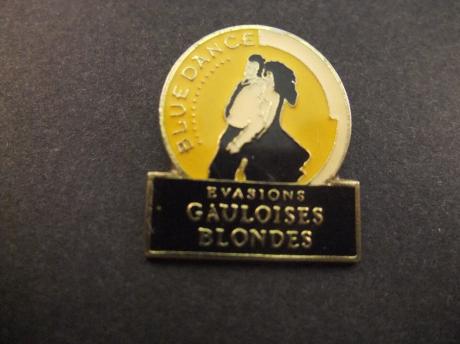 BLUE DANCE
EVASIONS
GAULOISES
BLONDES